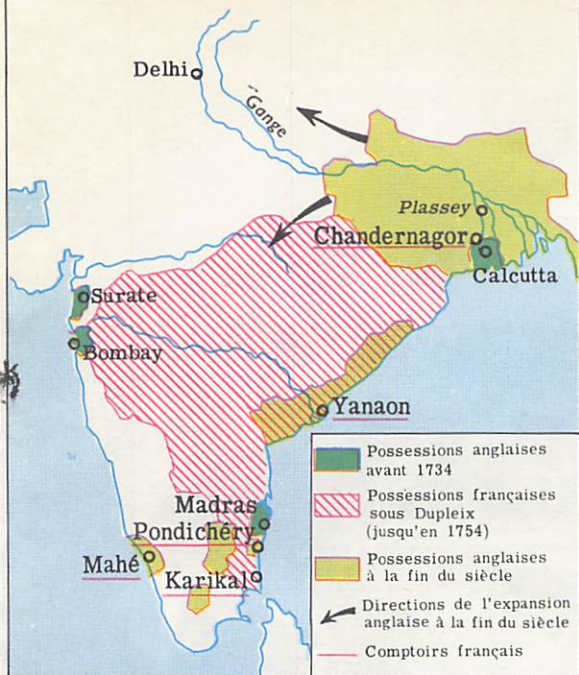 Delhi
Gange
Plassey
Chandernagor
Calcutta
Surate
Bombay
Yanaon
Madras
Pondichéry
Mahé
Karikal
Possessions anglaises
avant 1734
Possessions françaises
sous Dupleix
(jusqu'en 1754)
Possessions anglaises
à la fin du siècle
Directions de l'expansion
anglaise à la fin du siècle
Comptoirs français